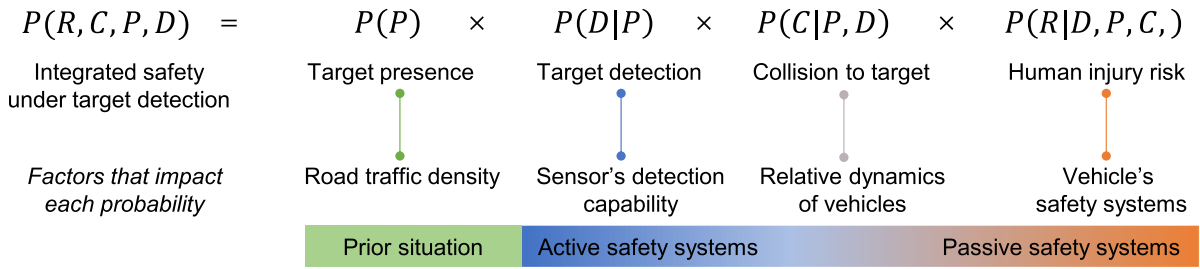 P(R, C, P, D) = P(P) × P(D|P) × P(C|P, D) × P(R|D, P, C,)
Integrated safety under target detection
Target presence
Target detection
Collision to target
Human injury risk
Factors that impact each probability
Road traffic density
Sensor's detection capability
Relative dynamics of vehicles
Vehicle's safety systems
Prior situation
Active safety systems
Passive safety systems